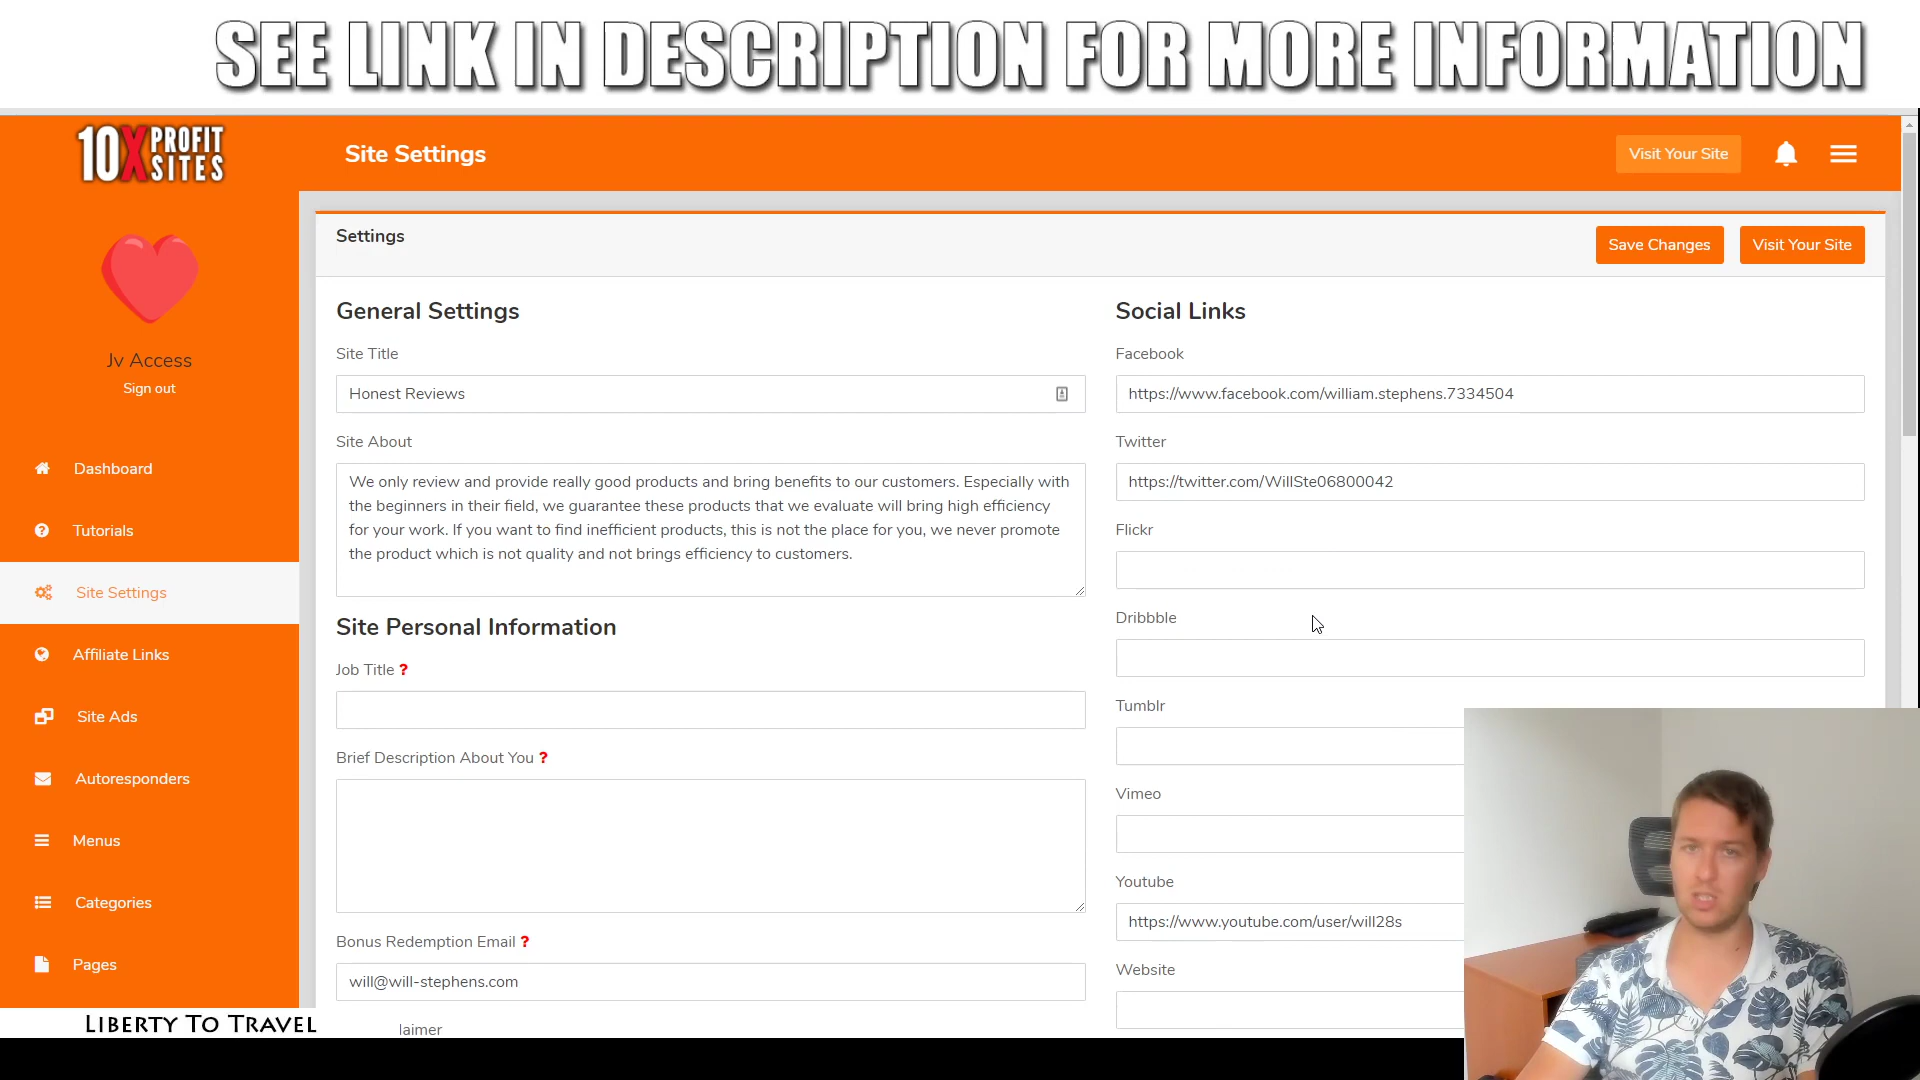 SEE LINK IN DESCRIPTION FOR MORE INFORMATION
10X PROFIT SITES
Site Settings
Visit Your Site
Jv Access
Sign out
Dashboard
Tutorials
Site Settings
Affiliate Links
Site Ads
Autoresponders
Menus
Categories
Pages
Settings
Save Changes
Visit Your Site
General Settings
Site Title
Honest Reviews
Site About
We only review and provide really good products and bring benefits to our customers. Especially with
the beginners in their field, we guarantee these products that we evaluate will bring high efficiency
for your work. If you want to find inefficient products, this is not the place for you, we never promote
the product which is not quality and not brings efficiency to customers.
Site Personal Information
Job Title ?
Brief Description About You ?
Bonus Redemption Email ?
will@will-stephens.com
laimer
Social Links
Facebook
https://www.facebook.com/william.stephens.7334504
Twitter
https://twitter.com/WillSte06800042
Flickr
Dribbble
Tumblr
Vimeo
Youtube
https://www.youtube.com/user/will28s
Website
LIBERTY TO TRAVEL